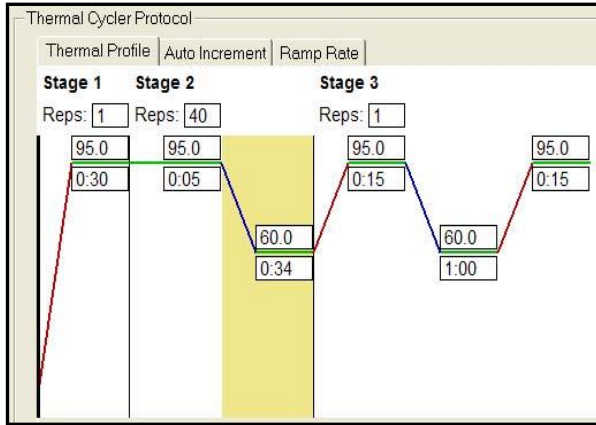 Thermal Cycler Protocol
Thermal Profile Auto Increment Ramp Rate
Stage 1 Stage 2 Stage 3
Reps: 1 Reps: 40 Reps: 1
95.0 95.0 95.0 95.0
0:30 0:05 0:15 0:15
60.0 60.0
0:34 1:00